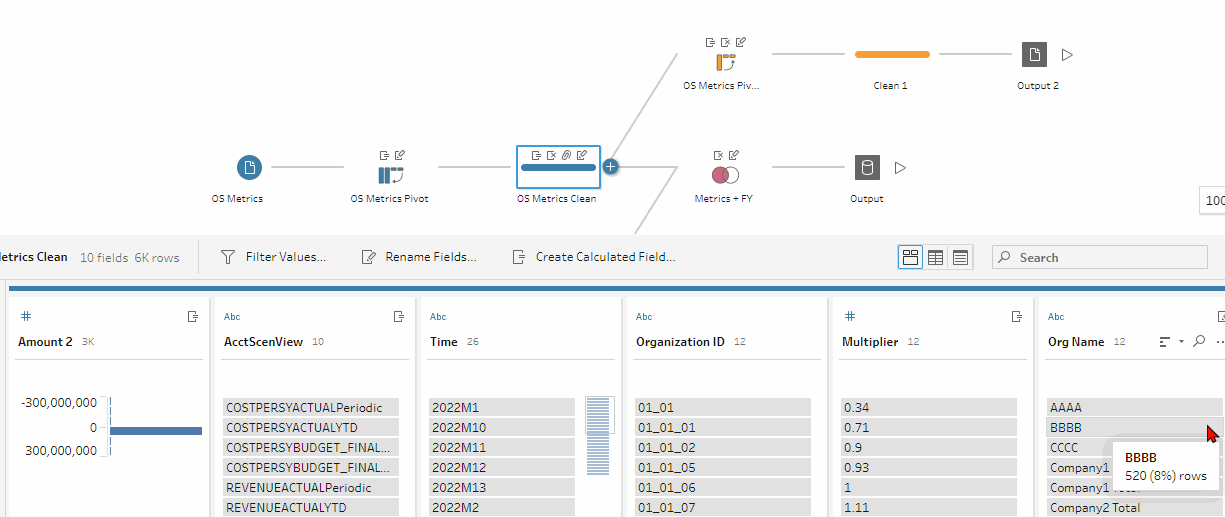 OS Metrics Piv...
Clean 1
Output 2
OS Metrics
OS Metrics Pivot
OS Metrics Clean
Metrics + FY
Output
100
etrics Clean 10 fields 6K rows Filter Values... Rename Fields... Create Calculated Field... Search
Abc Abc Abc Abc
Amount 2 3K AcctScenView 10 Time 26 Organization ID 12 Multiplier 12 Org Name 12
-300,000,000 COSTPERSYACTUALPeriodic 2022M1 01_01 0.34 AAAA
0 COSTPERSYACTUALYTD 2022M10 01_01_01 0.71 BBBB
300,000,000 COSTPERSYBUDGET_FINAL... 2022M11 01_01_02 0.9 CCCC
COSTPERSYBUDGET_FINAL... 2022M12 01_01_05 0.93 Company1
REVENUEACTUALPeriodic 2022M13 01_01_06 1 Company1 Total
REVENUEACTUALYTD 2022M2 01_01_07 1.11 Company2 Total
BBBB
520 (8%) rows